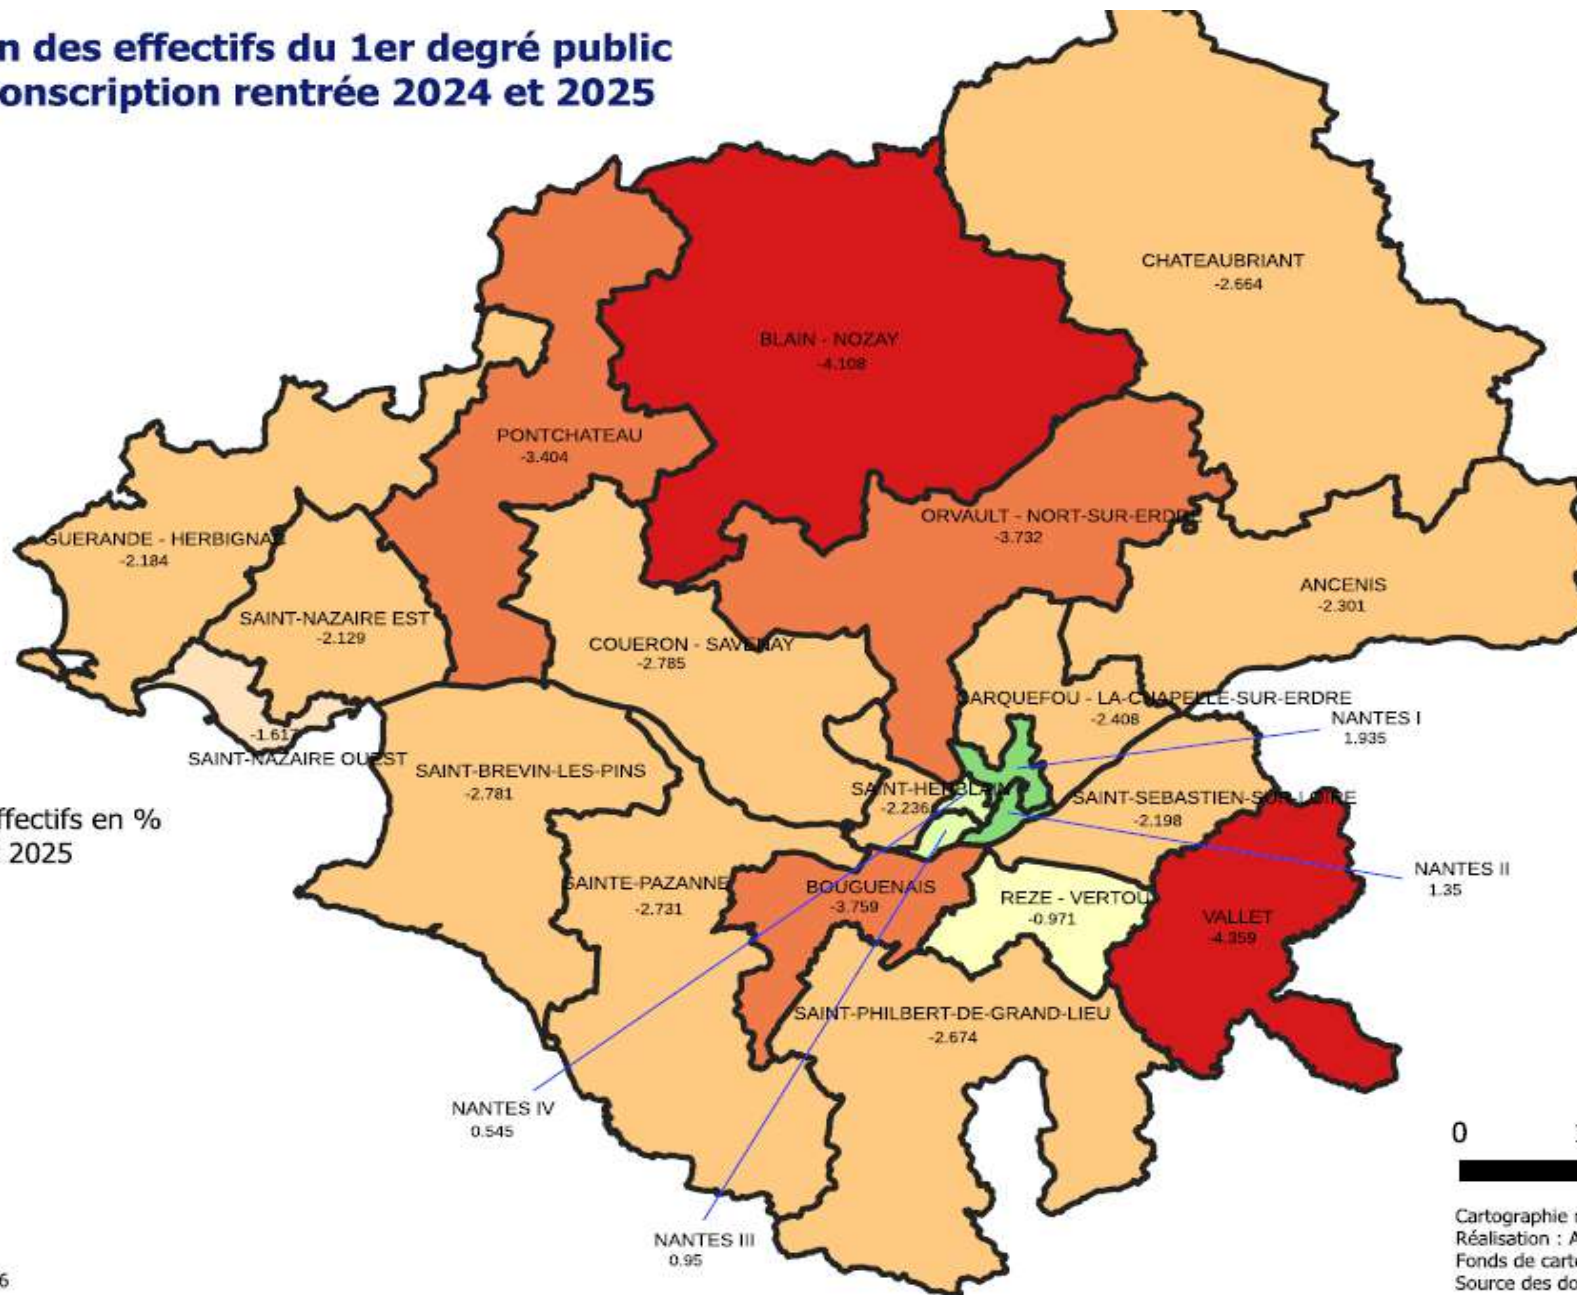 n des effectifs du 1er degré public
onscription rentrée 2024 et 2025
CHATEAUBRIANT
-2.664
BLAIN - NOZAY
-4.108
PONTCHATEAU
-3.404
ORVAULT - NORT-SUR-ERDRE
-3.732
GUERANDE - HERBIGNAC
-2.184
ANCENIS
-2.301
SAINT-NAZAIRE EST
-2.129
COUERON - SAVENAY
-2.785
CARQUEFOU - LA-CHAPELLE-SUR-ERDRE
-2.408
NANTES I
1.935
-1.617
SAINT-NAZAIRE OUEST
SAINT-BREVIN-LES-PINS
-2.781
SAINT-HERBLAIN
-2.236
SAINT-SEBASTIEN-SUR-LOIRE
-2.198
ffectifs en %
2025
NANTES II
1.35
SAINTE-PAZANNE
-2.731
BOUGUENAIS
-3.759
REZE - VERTOU
-0.971
VALLET
-4.359
SAINT-PHILBERT-DE-GRAND-LIEU
-2.674
NANTES IV
0.545
NANTES III
0.95
0
Cartographie
Réalisation : A
Fonds de carte
Source des do
6